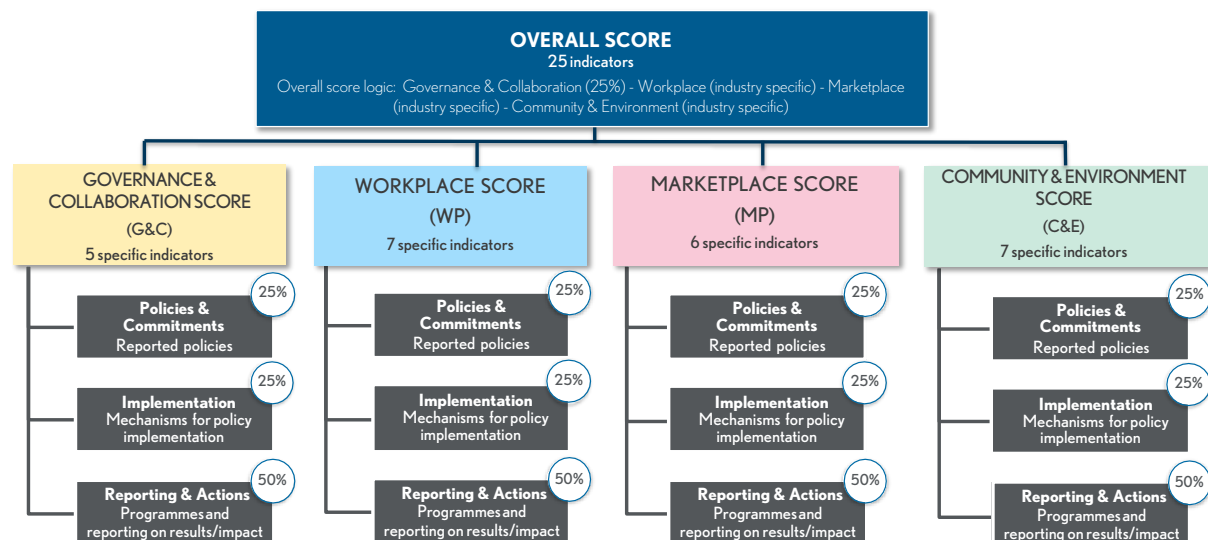 OVERALL SCORE
25 indicators
Overall score logic: Governance & Collaboration (25%) - Workplace (industry specific) - Marketplace
(industry specific) - Community & Environment (industry specific)
GOVERNANCE &
COLLABORATION SCORE
(G&C)
5 specific indicators
25%
Policies &
Commitments
Reported policies
25%
Implementation
Mechanisms for policy
implementation
50%
Reporting & Actions
Programmes and
reporting on results/impact
WORKPLACE SCORE
(WP)
7 specific indicators
25%
Policies &
Commitments
Reported policies
25%
Implementation
Mechanisms for policy
implementation
50%
Reporting & Actions
Programmes and
reporting on results/impact
MARKETPLACE SCORE
(MP)
6 specific indicators
25%
Policies &
Commitments
Reported policies
25%
Implementation
Mechanisms for policy
implementation
50%
Reporting & Actions
Programmes and
reporting on results/impact
COMMUNITY & ENVIRONMENT
SCORE
(C&E)
7 specific indicators
25%
Policies &
Commitments
Reported policies
25%
Implementation
Mechanisms for policy
implementation
50%
Reporting & Actions
Programmes and
reporting on results/impact